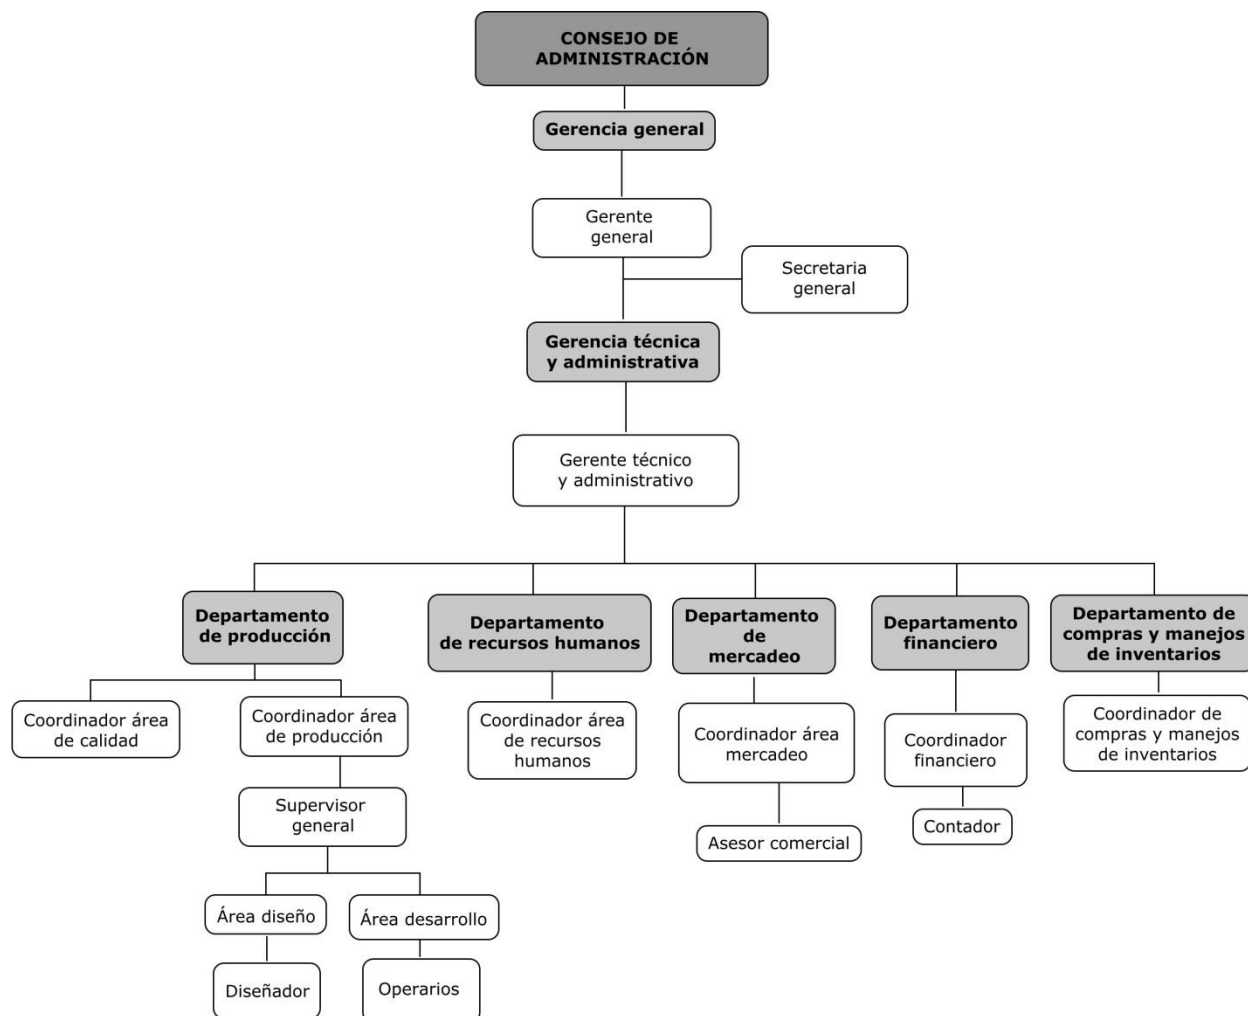 CONSEJO DE
ADMINISTRACIÓN
Gerencia general
Gerente
general
Secretaria
general
Gerencia técnica
y administrativa
Gerente técnico
y administrativo
Departamento
de producción
Departamento
de recursos humanos
Departamento
de
mercadeo
Departamento
financiero
Departamento de
compras y manejos
de inventarios
Coordinador área
de calidad
Coordinador área
de producción
Coordinador área
de recursos
humanos
Coordinador área
mercadeo
Coordinador
financiero
Coordinador de
compras y manejos
de inventarios
Supervisor
general
Asesor comercial
Contador
Área diseño
Área desarrollo
Diseñador
Operarios